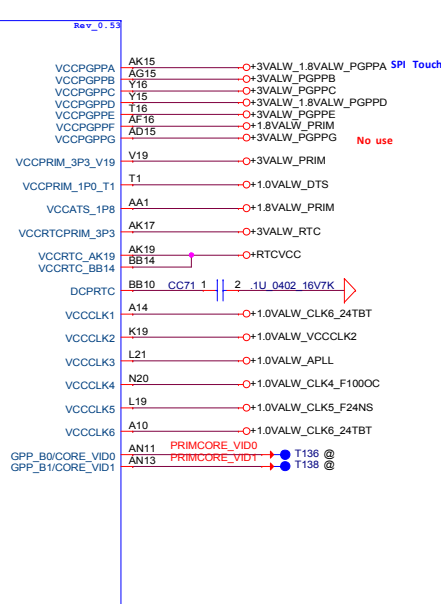 Rev_0.53
VCCPGPPA AK15 +3VALW_1.8VALW_PGPPA SPI Touch
VCCPGPPB AG15 +3VALW_PGPPB
VCCPGPPC Y16 +3VALW_PGPPC
VCCPGPPD Y15 +3VALW_1.8VALW_PGPPD
VCCPGPPE T16 +3VALW_PGPPE
VCCPGPPF AF16 +1.8VALW_PRIM
VCCPGPPG AD15 +3VALW_PGPPG
No use
VCCPRIM_3P3_V19 V19 +3VALW_PRIM
VCCPRIM_1P0_T1 T1 +1.0VALW_DTS
VCCATS_1P8 AA1 +1.8VALW_PRIM
VCCRTCPRIM_3P3 AK17 +3VALW_RTC
VCCRTC_AK19 AK19 +RTCVCC
VCCRTC_BB14 BB14
DCPRTC BB10 CC71 1 2 .1U_0402_16V7K
VCCCLK1 A14 +1.0VALW_CLK6_24TBT
VCCCLK2 K19 +1.0VALW_VCCCLK2
VCCCLK3 L21 +1.0VALW_APLL
VCCCLK4 N20 +1.0VALW_CLK4_F100OC
VCCCLK5 L19 +1.0VALW_CLK5_F24NS
VCCCLK6 A10 +1.0VALW_CLK6_24TBT
GPP_B0/CORE_VID0 AN11 PRIMCORE_VID0 T136 @
GPP_B1/CORE_VID1 AN13 PRIMCORE_VID1 T138 @